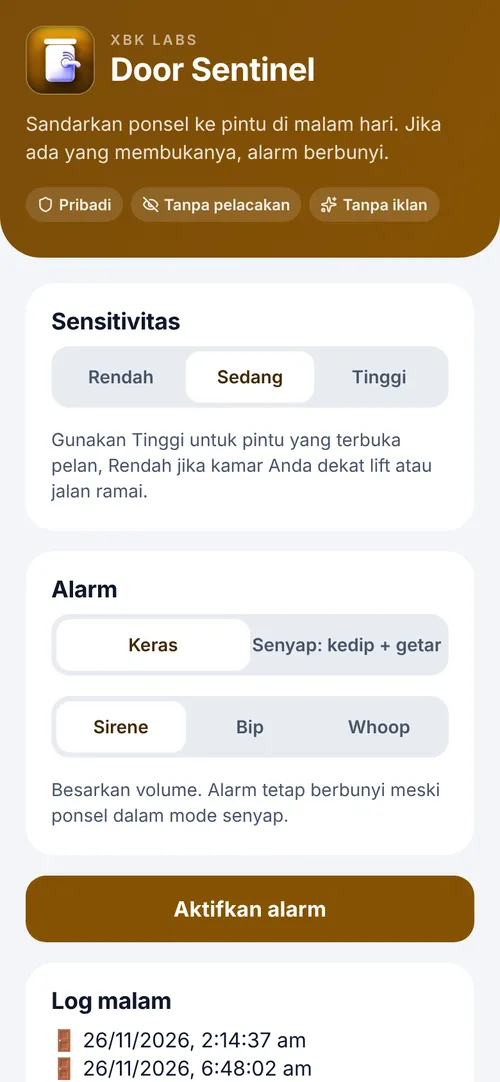 XBK LABS
Door Sentinel
Sandarkan ponsel ke pintu di malam hari. Jika
ada yang membukanya, alarm berbunyi.
Pribadi
Tanpa pelacakan
Tanpa iklan
Sensitivitas
Rendah
Sedang
Tinggi
Gunakan Tinggi untuk pintu yang terbuka
pelan, Rendah jika kamar Anda dekat lift atau
jalan ramai.
Alarm
Keras
Senyap: kedip + getar
Sirene
Bip
Whoop
Besarkan volume. Alarm tetap berbunyi meski
ponsel dalam mode senyap.
Aktifkan alarm
Log malam
🚪 26/11/2026, 2:14:37 am
🚪 26/11/2026, 6:48:02 am